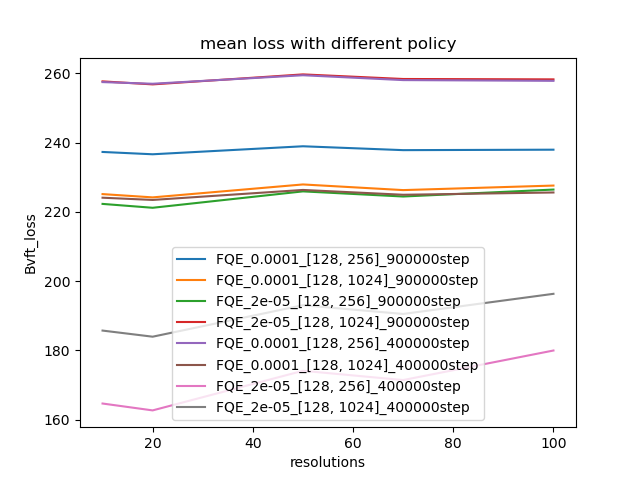 mean loss with different policy
Bvft_loss
260
240
220
200
180
160
FQE_0.0001_[128, 256]_900000step
FQE_0.0001_[128, 1024]_900000step
FQE_2e-05_[128, 256]_900000step
FQE_2e-05_[128, 1024]_900000step
FQE_0.0001_[128, 256]_400000step
FQE_0.0001_[128, 1024]_400000step
FQE_2e-05_[128, 256]_400000step
FQE_2e-05_[128, 1024]_400000step
20 40 60 80 100
resolutions